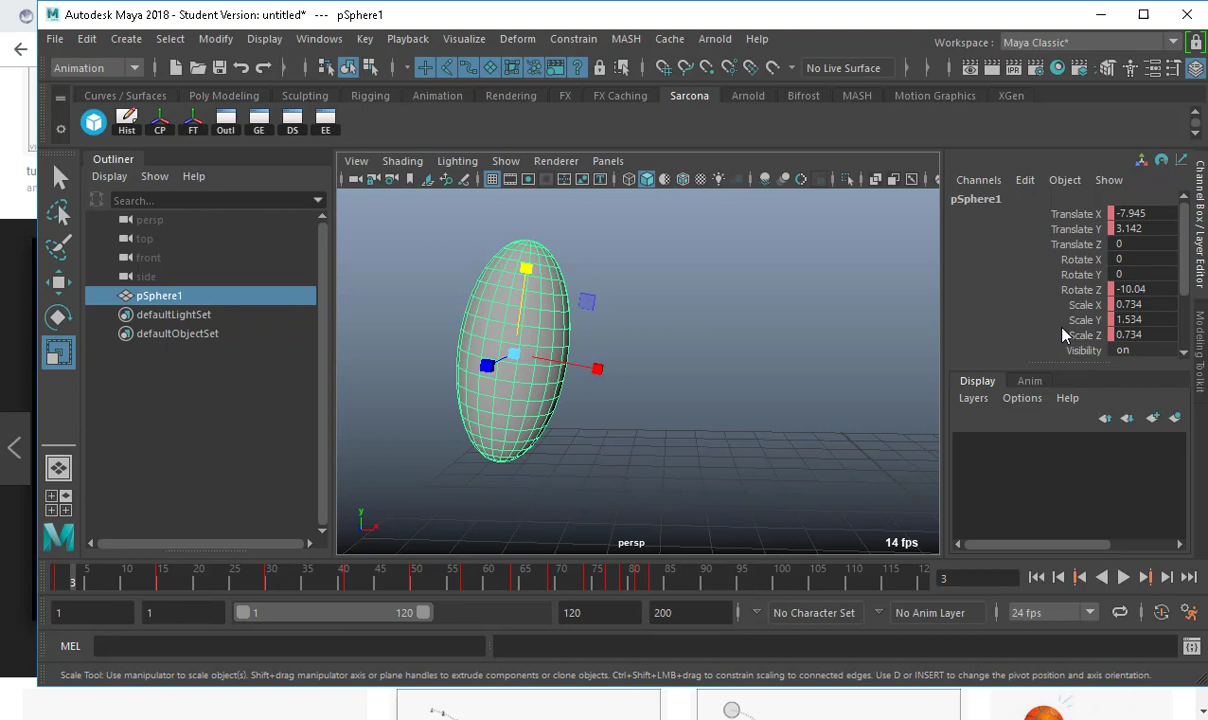 Autodesk Maya 2018 - Student Version: untitled* --- pSphere1
File Edit Create Select Modify Display Windows Key Playback Visualize Deform Constrain MASH Cache Arnold Help
Workspace : Maya Classic*
Animation
No Live Surface
Curves / Surfaces Poly Modeling Sculpting Rigging Animation Rendering FX FX Caching Sarcona Arnold Bifrost MASH Motion Graphics XGen
Hist CP FT Outl GE DS EE
Outliner
Display Show Help
Search...
persp
top
front
side
pSphere1
defaultLightSet
defaultObjectSet
View Shading Lighting Show Renderer Panels
persp
14 fps
Channels Edit Object Show
pSphere1
Translate X -7.945
Translate Y 3.142
Translate Z 0
Rotate X 0
Rotate Y 0
Rotate Z -10.04
Scale X 0.734
Scale Y 1.534
Scale Z 0.734
Visibility on
Display Anim
Layers Options Help
Channel Box / Layer Editor
Modeling Toolkit
3 5 10 15 20 25 30 35 40 45 50 55 60 65 70 75 80 85 90 95 100 105 110 115 12
3
1 1 1 120 120 200
No Character Set
No Anim Layer
24 fps
MEL
Scale Tool: Use manipulator to scale object(s). Shift+drag manipulator axis or plane handles to extrude components or clone objects. Ctrl+Shift+LMB+drag to constrain scaling to connected edges. Use D or INSERT to change the pivot position and axis orientation.
y
tu